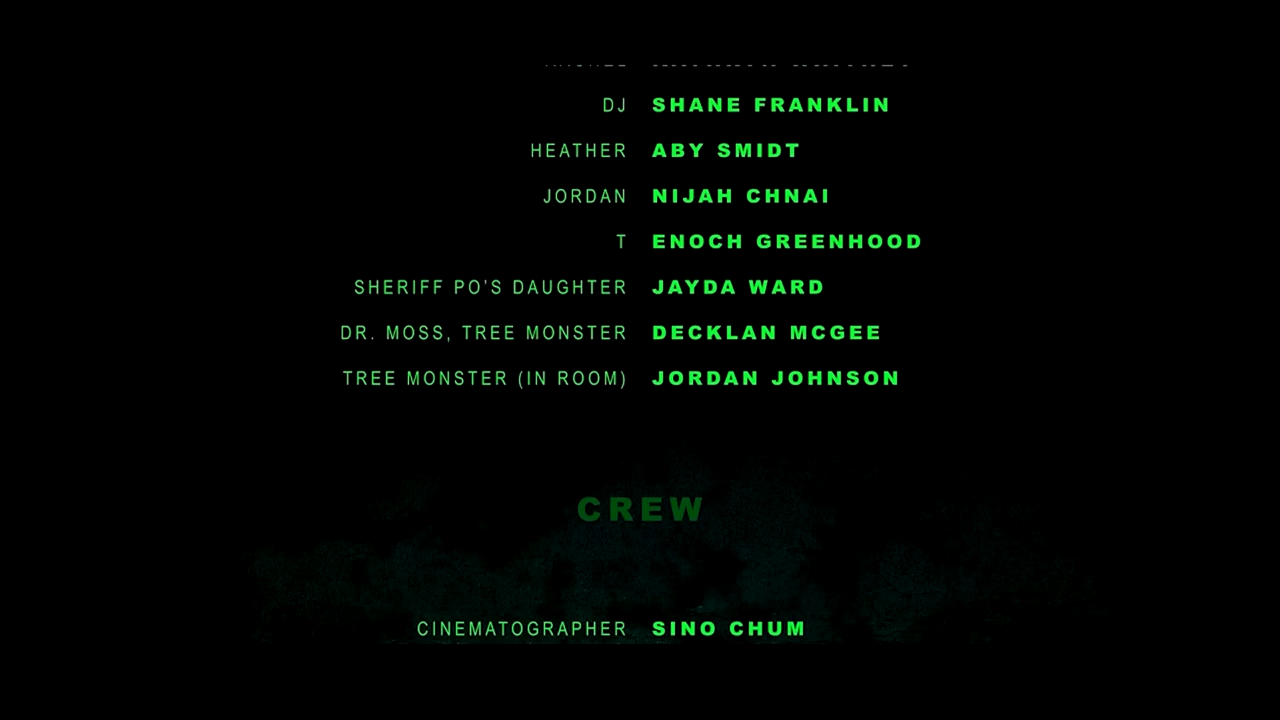 DJ SHANE FRANKLIN
HEATHER ABY SMIDT
JORDAN NIJAH CHNAI
T ENOCH GREENHOOD
SHERIFF PO'S DAUGHTER JAYDA WARD
DR. MOSS, TREE MONSTER DECKLAN MCGEE
TREE MONSTER (IN ROOM) JORDAN JOHNSON
CREW
CINEMATOGRAPHER SINO CHUM